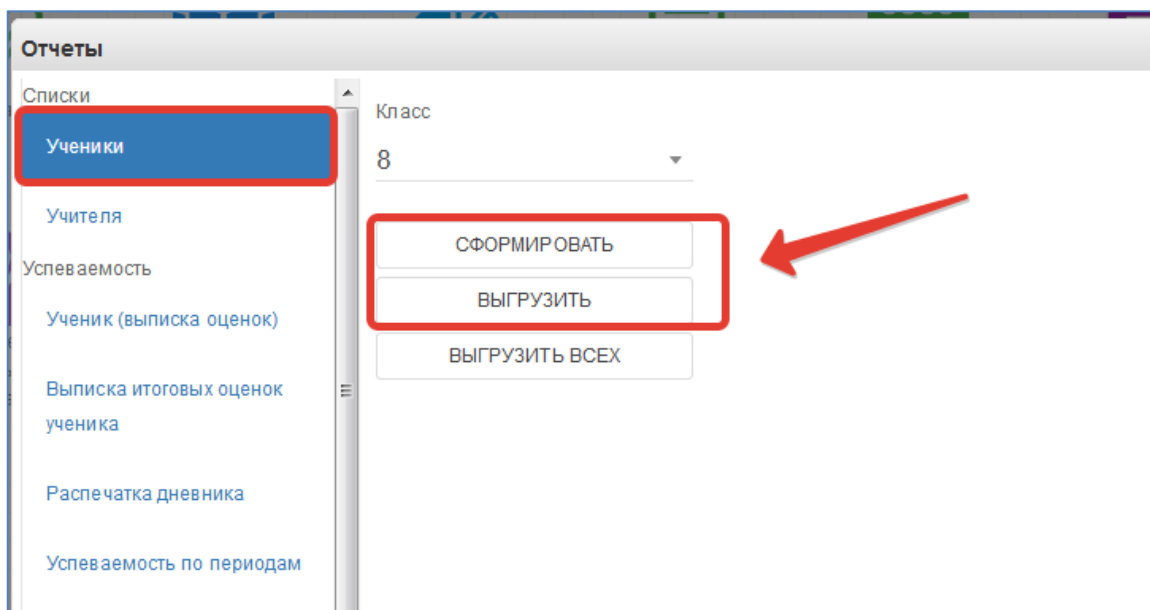 Отчеты
Списки
Ученики
Учителя
Успеваемость
Ученик (выписка оценок)
Выписка итоговых оценок
ученика
Распечатка дневника
Успеваемость по периодам
Класс
8
СФОРМИРОВАТЬ
ВЫГРУЗИТЬ
ВЫГРУЗИТЬ ВСЕХ